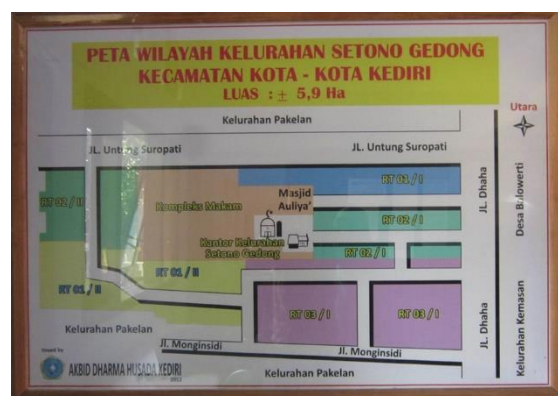 PETA WILAYAH KELURAHAN SETONO GEDONG
KECAMATAN KOTA - KOTA KEDIRI
LUAS : ± 5,9 Ha
Utara
Kelurahan Pakelan
JL. Untung Suropati
JL. Untung Suropati
RT 01 / I
Masjid
Auliya'
Kompleks Makam
RT 02 / II
RT 02 / I
JL. Dhaha
Desa Balowerti
Kantor Kelurahan
Setono Gedong
RT 02 / I
RT 01 / II
RT 01 / II
RT 03 / I
RT 03 / I
Kelurahan Pakelan
JL. Monginsidi
JL. Monginsidi
JL. Dhaha
Kelurahan Kemasan
AKBID DHARMA HUSADA KEDIRI
Kelurahan Pakelan